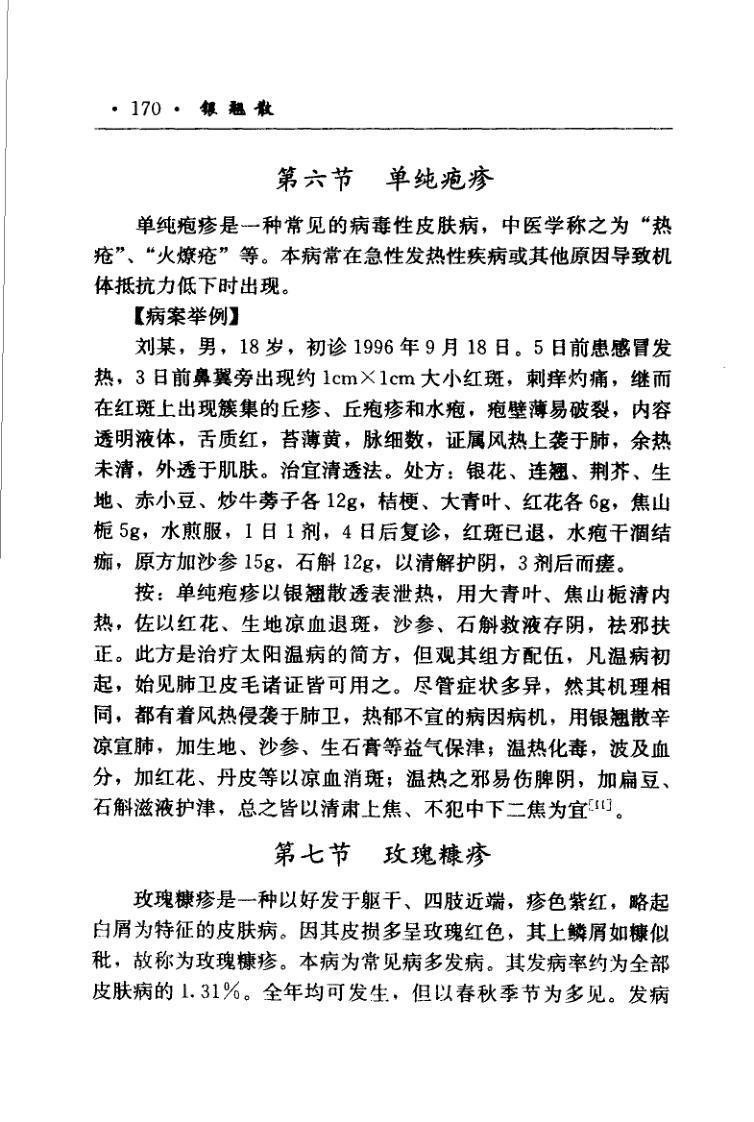 · 170 · 银翘散
第六节 单纯疱疹
单纯疱疹是一种常见的病毒性皮肤病，中医学称之为“热
疮”、“火燎疮”等。本病常在急性发热性疾病或其他原因导致机
体抵抗力低下时出现。
【病案举例】
刘某，男，18岁，初诊1996年9月18日。5日前患感冒发
热，3日前鼻翼旁出现约1cm×1cm大小红斑，刺痒灼痛，继而
在红斑上出现簇集的丘疹、丘疱疹和水疱，疱壁薄易破裂，内容
透明液体，舌质红，苔薄黄，脉细数，证属风热上袭于肺，余热
未清，外透于肌肤。治宜清透法。处方：银花、连翘、荆芥、生
地、赤小豆、炒牛蒡子各12g，桔梗、大青叶、红花各6g，焦山
栀5g，水煎服，1日1剂，4日后复诊，红斑已退，水疱干涸结
痂，原方加沙参15g，石斛12g，以清解护阴，3剂后而瘥。
按：单纯疱疹以银翘散透表泄热，用大青叶、焦山栀清内
热，佐以红花、生地凉血退斑，沙参、石斛救液存阴，祛邪扶
正。此方是治疗太阳温病的简方，但观其组方配伍，凡温病初
起，始见肺卫皮毛诸证皆可用之。尽管症状多异，然其机理相
同，都有着风热侵袭于肺卫，热郁不宣的病因病机，用银翘散辛
凉宣肺，加生地、沙参、生石膏等益气保津；温热化毒，波及血
分，加红花、丹皮等以凉血消斑；温热之邪易伤脾阴，加扁豆、
石斛滋液护津，总之皆以清肃上焦、不犯中下二焦为宜[11]。
第七节 玫瑰糠疹
玫瑰糠疹是一种以好发于躯干、四肢近端，疹色紫红，略起
白屑为特征的皮肤病。因其皮损多呈玫瑰红色，其上鳞屑如糠似
秕，故称为玫瑰糠疹。本病为常见病多发病。其发病率约为全部
皮肤病的1.31%。全年均可发生，但以春秋季节为多见。发病